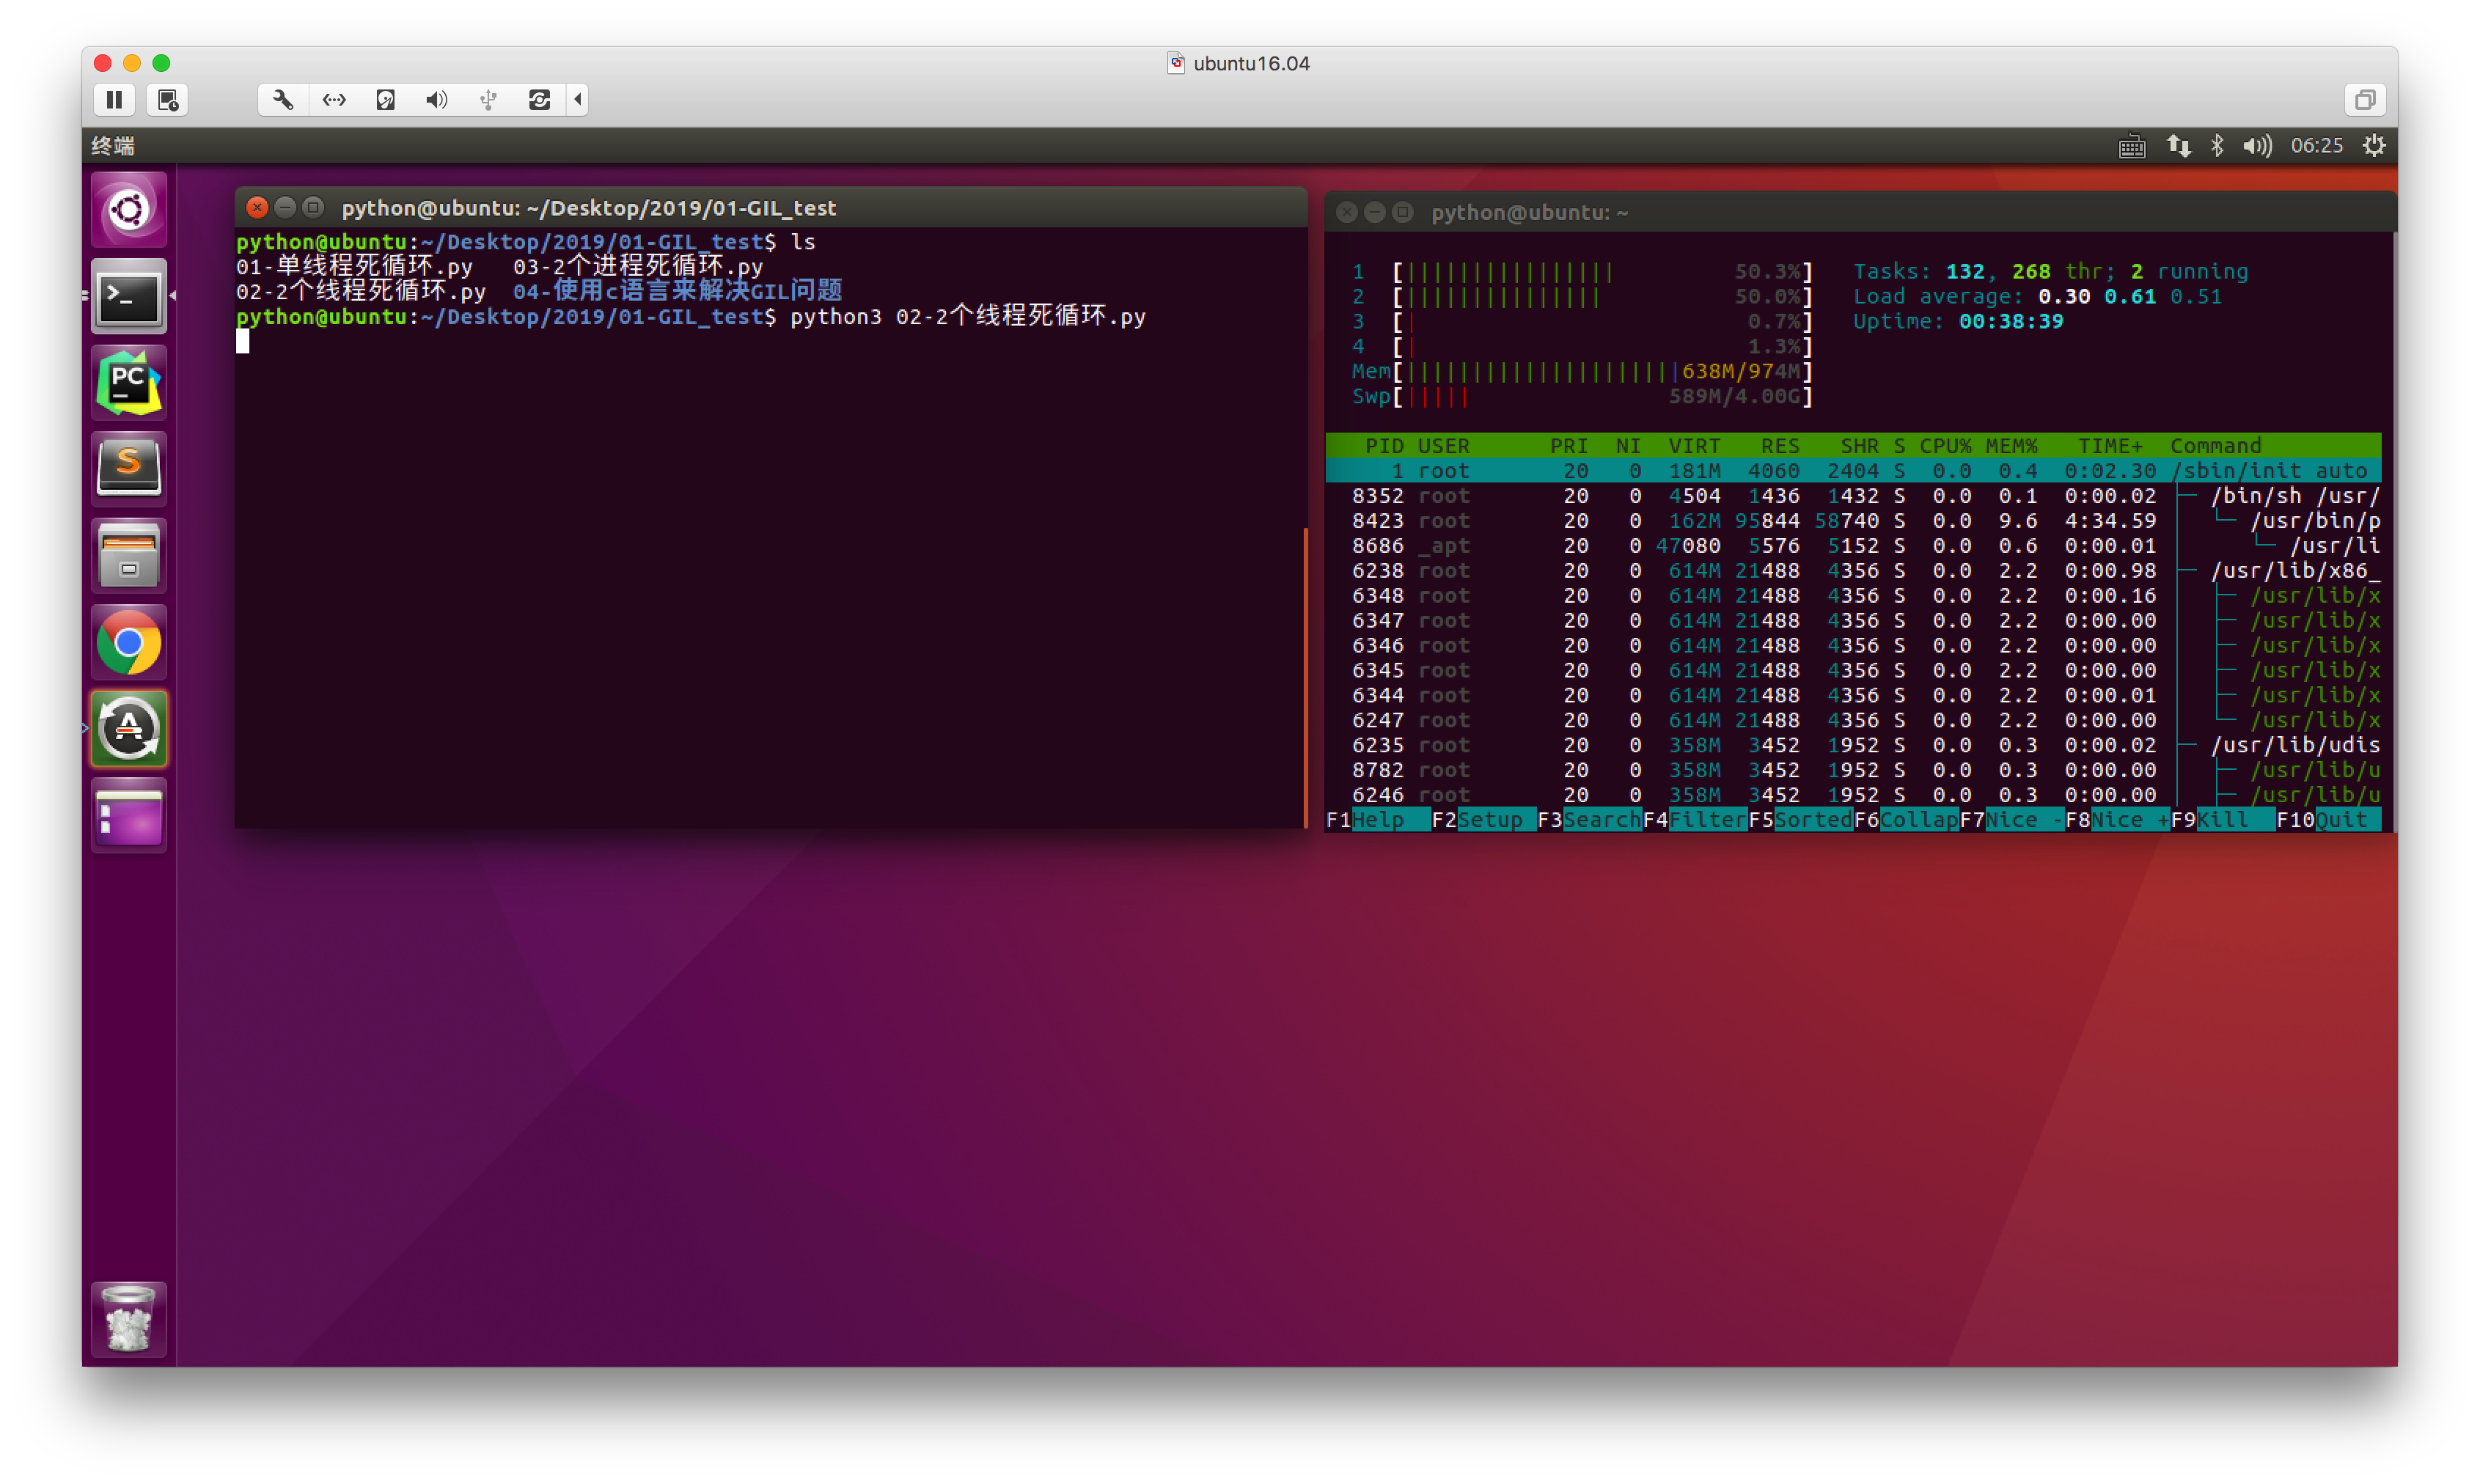 ubuntu16.04
终端
06:25
python@ubuntu: ~/Desktop/2019/01-GIL_test
python@ubuntu:~/Desktop/2019/01-GIL_test$ ls
01-单线程死循环.py 03-2个进程死循环.py
02-2个线程死循环.py 04-使用c语言来解决GIL问题
python@ubuntu:~/Desktop/2019/01-GIL_test$ python3 02-2个线程死循环.py
PC
python@ubuntu: ~
1 [|||||||||||||||| 50.3%] Tasks: 132, 268 thr; 2 running
2 [||||||||||||||| 50.0%] Load average: 0.30 0.61 0.51
3 [| 0.7%] Uptime: 00:38:39
4 [| 1.3%]
Mem[|||||||||||||||||||||638M/974M]
Swp[||||| 589M/4.00G]
PID USER PRI NI VIRT RES SHR S CPU% MEM% TIME+ Command
1 root 20 0 181M 4060 2404 S 0.0 0.4 0:02.30 /sbin/init auto
8352 root 20 0 4504 1436 1432 S 0.0 0.1 0:00.02 ├─ /bin/sh /usr/
8423 root 20 0 162M 95844 58740 S 0.0 9.6 4:34.59 │ └─ /usr/bin/p
8686 _apt 20 0 47080 5576 5152 S 0.0 0.6 0:00.01 │ └─ /usr/li
6238 root 20 0 614M 21488 4356 S 0.0 2.2 0:00.98 ├─ /usr/lib/x86_
6348 root 20 0 614M 21488 4356 S 0.0 2.2 0:00.16 │ ├─ /usr/lib/x
6347 root 20 0 614M 21488 4356 S 0.0 2.2 0:00.00 │ ├─ /usr/lib/x
6346 root 20 0 614M 21488 4356 S 0.0 2.2 0:00.00 │ ├─ /usr/lib/x
6345 root 20 0 614M 21488 4356 S 0.0 2.2 0:00.00 │ ├─ /usr/lib/x
6344 root 20 0 614M 21488 4356 S 0.0 2.2 0:00.01 │ ├─ /usr/lib/x
6247 root 20 0 614M 21488 4356 S 0.0 2.2 0:00.00 │ └─ /usr/lib/x
6235 root 20 0 358M 3452 1952 S 0.0 0.3 0:00.02 ├─ /usr/lib/udis
8782 root 20 0 358M 3452 1952 S 0.0 0.3 0:00.00 │ ├─ /usr/lib/u
6246 root 20 0 358M 3452 1952 S 0.0 0.3 0:00.00 │ ├─ /usr/lib/u
F1Help F2Setup F3SearchF4FilterF5SortedF6CollapF7Nice -F8Nice +F9Kill F10Quit